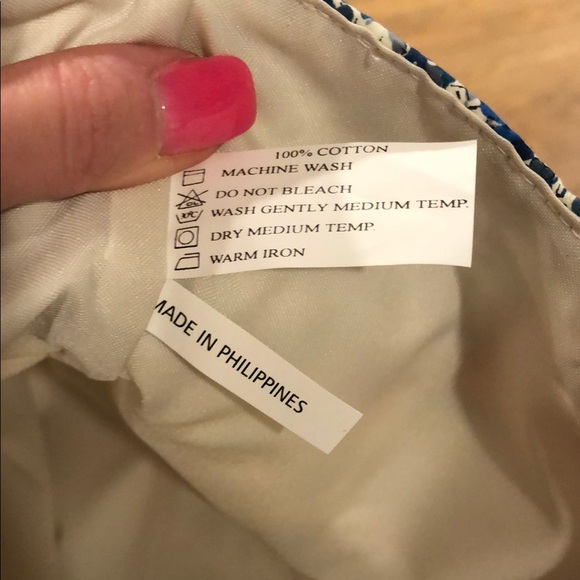 100% COTTON
MACHINE WASH
DO NOT BLEACH
WASH GENTLY MEDIUM TEMP.
DRY MEDIUM TEMP.
WARM IRON
MADE IN PHILIPPINES